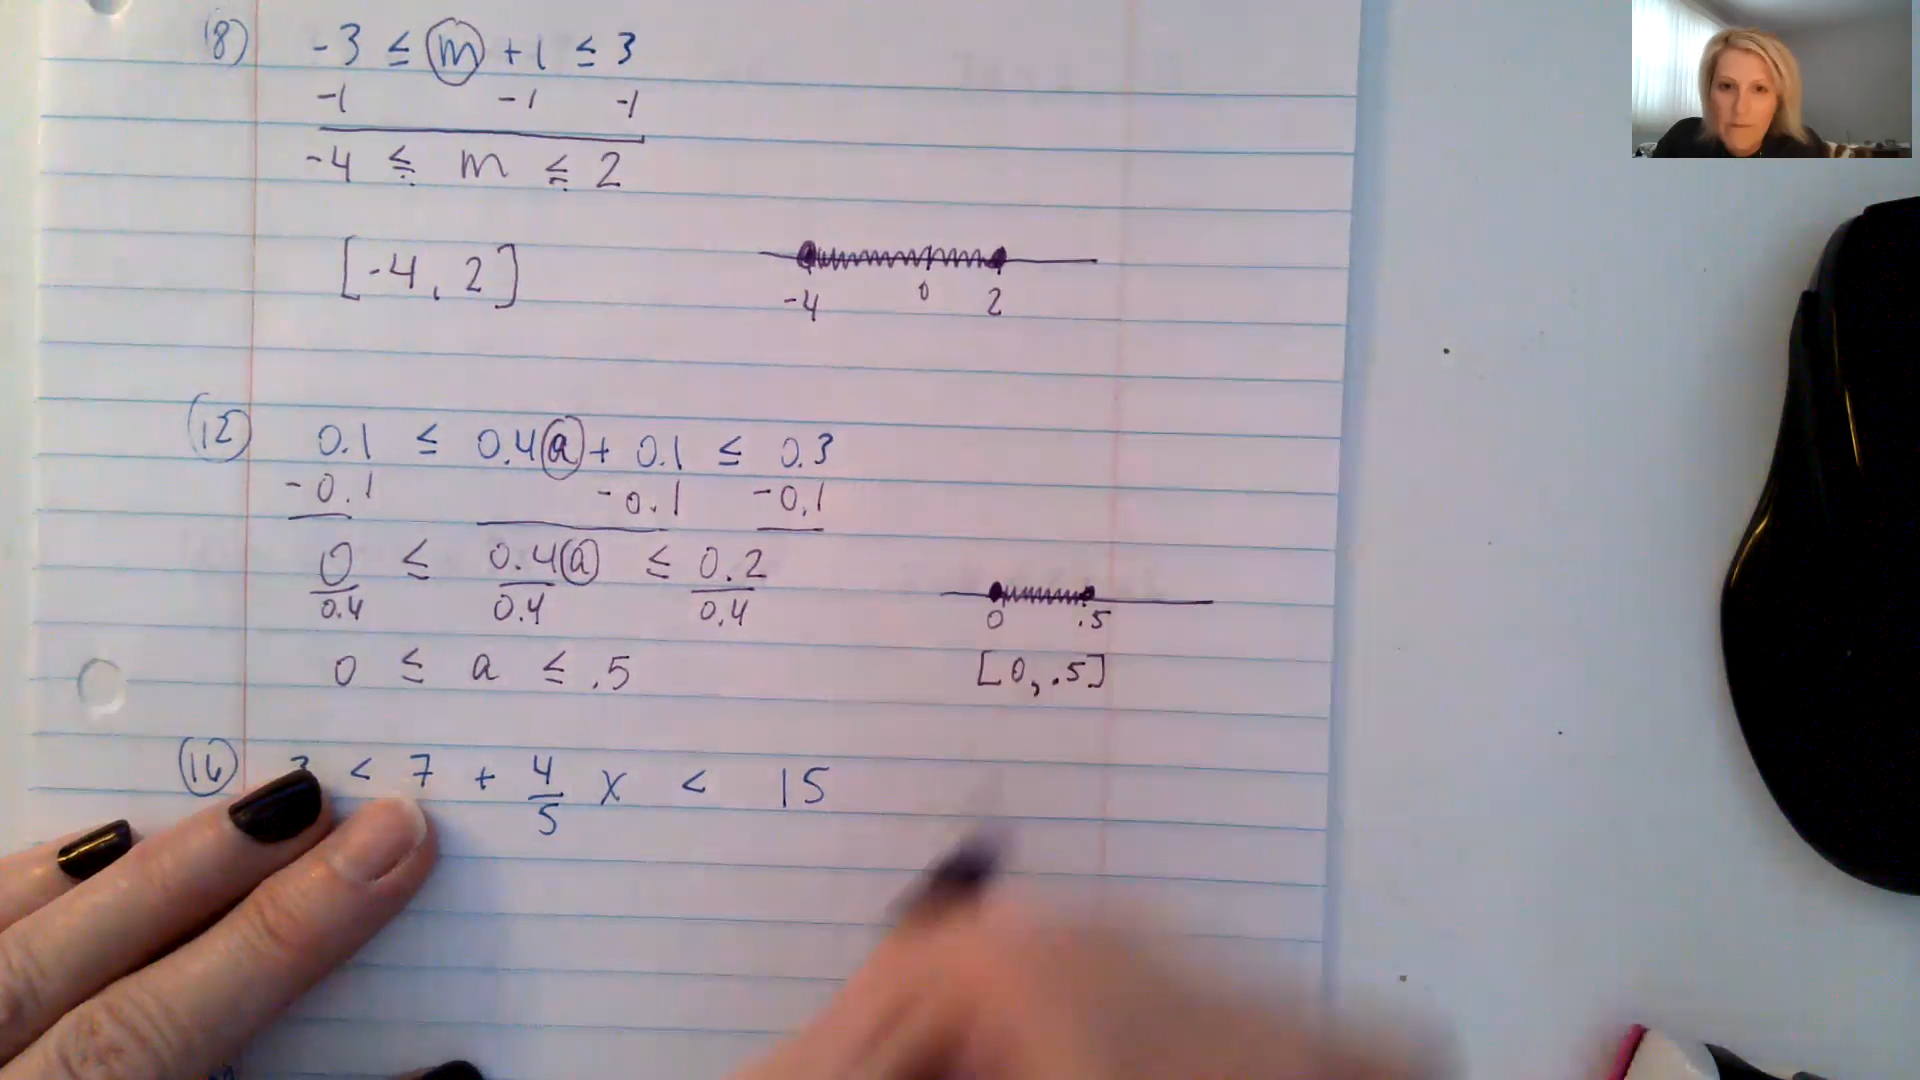 18) -3 ≤ m + 1 ≤ 3
-1 -1 -1
-4 ≤ m ≤ 2
[-4, 2]
-4 0 2
12 0.1 ≤ 0.4a + 0.1 ≤ 0.3
-0.1 -0.1 -0.1
0 ≤ 0.4a ≤ 0.2
0.4 0.4 0.4
0 .5
0 ≤ a ≤ .5
[0, .5]
16 3 < 7 + 4/5 x < 15